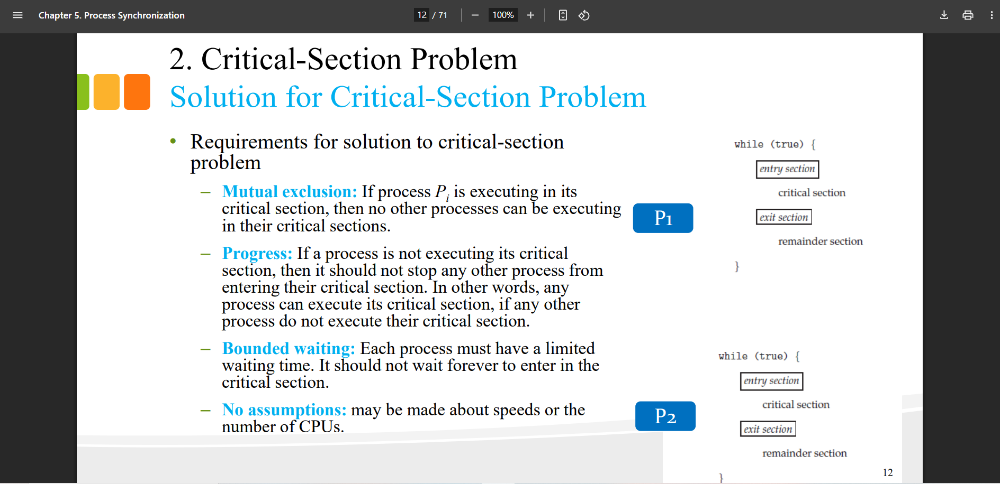 Chapter 5. Process Synchronization
12 / 71
100%
2. Critical-Section Problem
Solution for Critical-Section Problem
• Requirements for solution to critical-section
problem
– Mutual exclusion: If process Pi is executing in its
critical section, then no other processes can be executing
in their critical sections.
– Progress: If a process is not executing its critical
section, then it should not stop any other process from
entering their critical section. In other words, any
process can execute its critical section, if any other
process do not execute their critical section.
– Bounded waiting: Each process must have a limited
waiting time. It should not wait forever to enter in the
critical section.
– No assumptions: may be made about speeds or the
number of CPUs.
P1
while (true) {
entry section
critical section
exit section
remainder section
}
P2
while (true) {
entry section
critical section
exit section
remainder section
}
12